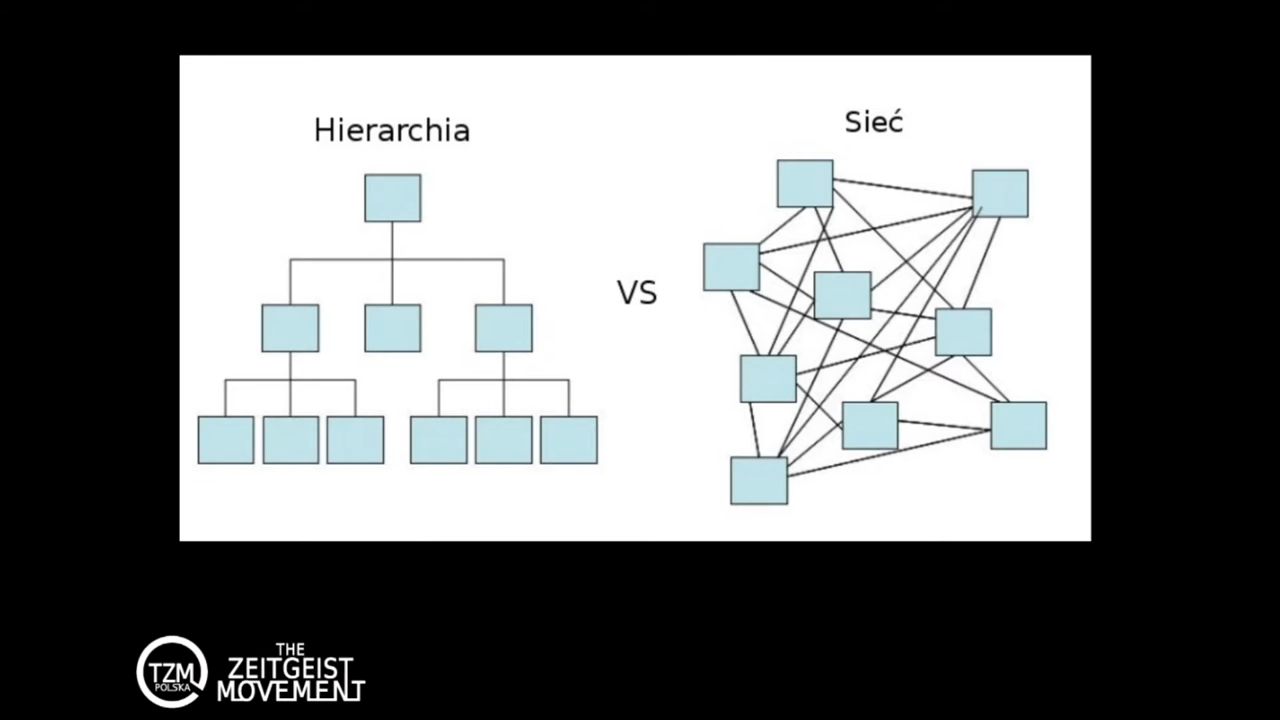 Hierarchia
Sieć
VS
TZM
POLSKA
THE
ZEITGEIST
MOVEMENT